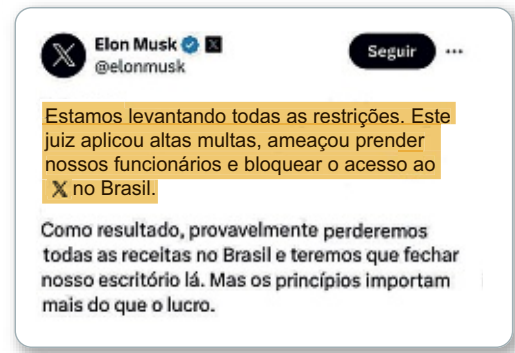 Elon Musk
@elonmusk
Seguir
Estamos levantando todas as restrições. Este
juiz aplicou altas multas, ameaçou prender
nossos funcionários e bloquear o acesso ao
X no Brasil.
Como resultado, provavelmente perderemos
todas as receitas no Brasil e teremos que fechar
nosso escritório lá. Mas os princípios importam
mais do que o lucro.